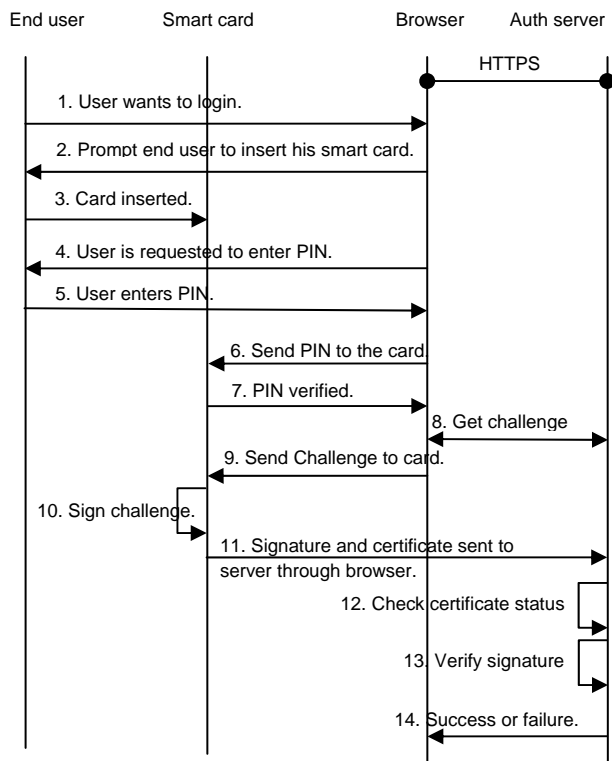 End user Smart card Browser Auth server
HTTPS
1. User wants to login.
2. Prompt end user to insert his smart card.
3. Card inserted.
4. User is requested to enter PIN.
5. User enters PIN.
6. Send PIN to the card.
7. PIN verified.
8. Get challenge
9. Send Challenge to card.
10. Sign challenge.
11. Signature and certificate sent to
server through browser.
12. Check certificate status
13. Verify signature
14. Success or failure.